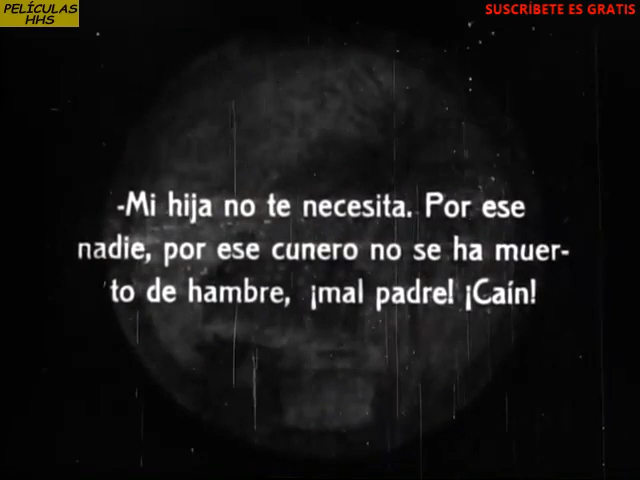 PELÍCULAS
HHS
SUSCRÍBETE ES GRATIS
-Mi hija no te necesita. Por ese
nadie, por ese cunero no se ha muer-
to de hambre, ¡mal padre! ¡Caín!